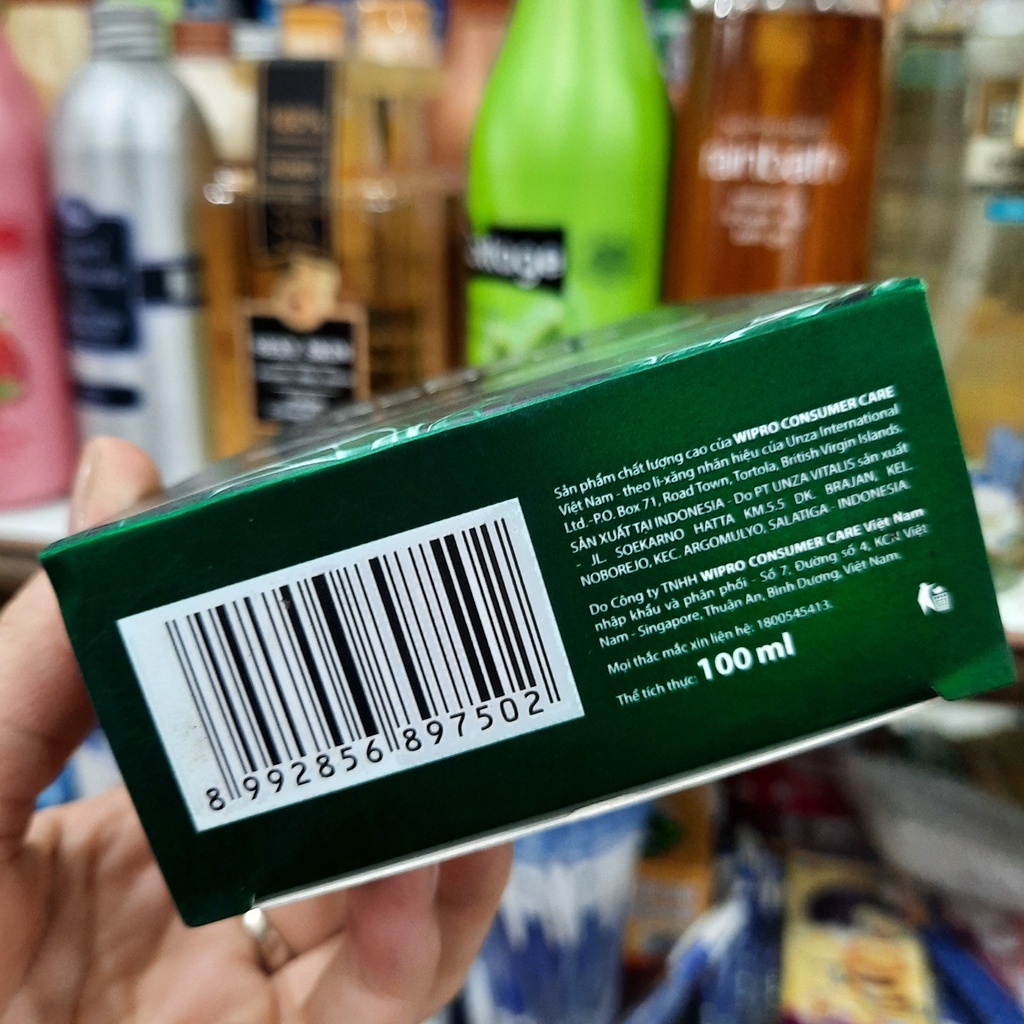 Sản phẩm chất lượng cao của WIPRO CONSUMER CARE
Việt Nam - theo li-xăng nhãn hiệu của Unza International
Ltd -P.O. Box 71, Road Town, Tortola, British Virgin Islands.
SẢN XUẤT TẠI INDONESIA - Do PT UNZA VITALIS sản xuất
- JL. SOEKARNO HATTA KM.5.5 DK. BRAJAN, KEL.
NOBOREJO, KEC. ARGOMULYO, SALATIGA - INDONESIA.
Do Công ty TNHH WIPRO CONSUMER CARE Việt Nam
nhập khẩu và phân phối - Số 7, Đường số 4, KCN Việt
Nam - Singapore, Thuận An, Bình Dương, Việt Nam.
Mọi thắc mắc xin liên hệ: 1800545413.
Thể tích thực: 100 ml
8 992856 897502